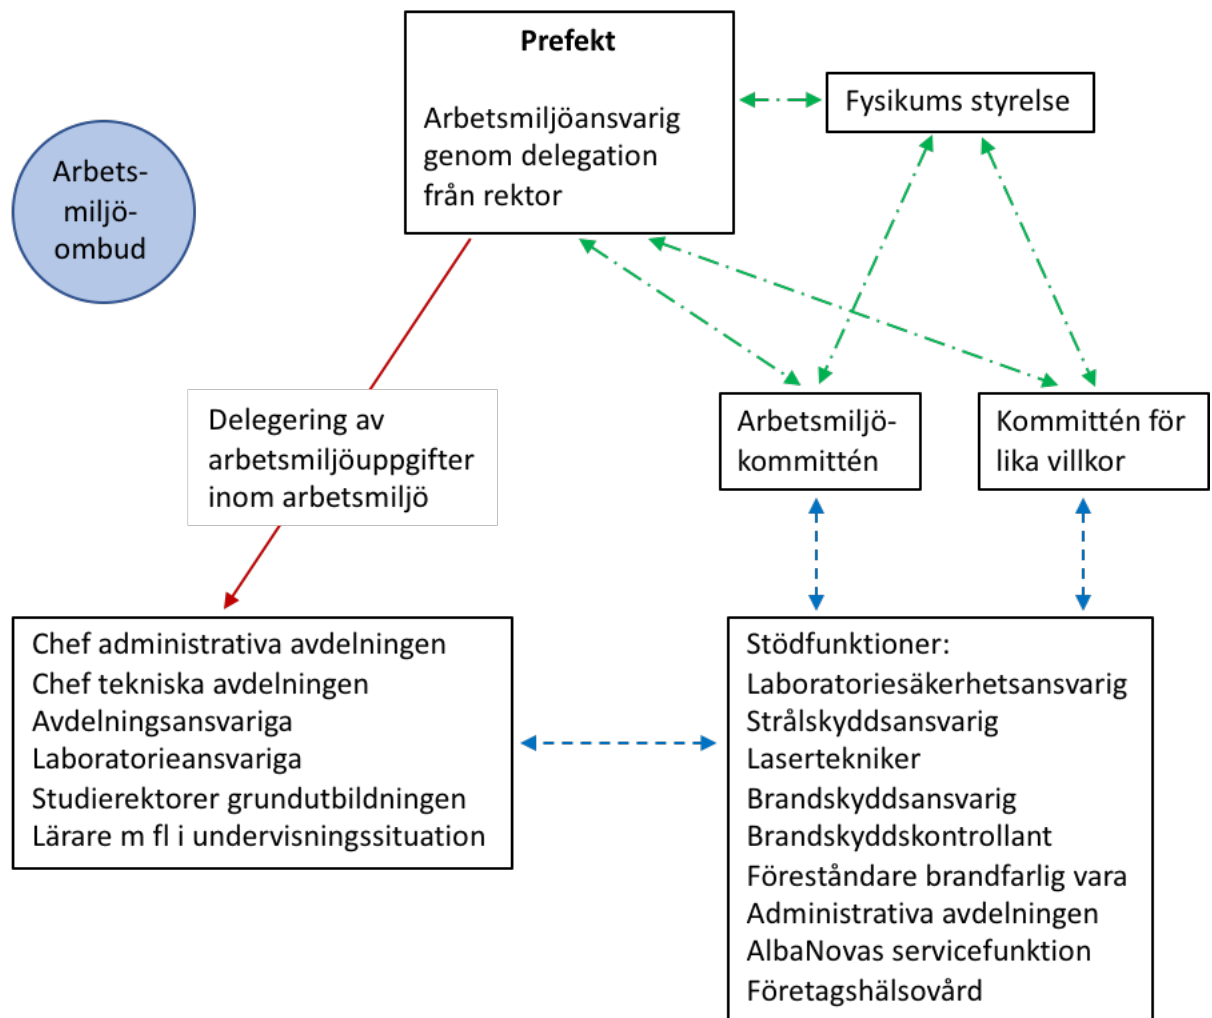 Prefekt
Arbetsmiljöansvarig
genom delegation
från rektor
Fysikums styrelse
Arbets-
miljö-
ombud
Delegering av
arbetsmiljöuppgifter
inom arbetsmiljö
Arbetsmiljö-
kommittén
Kommittén för
lika villkor
Chef administrativa avdelningen
Chef tekniska avdelningen
Avdelningsansvariga
Laboratorieansvariga
Studierektorer grundutbildningen
Lärare m fl i undervisningssituation
Stödfunktioner:
Laboratoriesäkerhetsansvarig
Strålskyddsansvarig
Lasertekniker
Brandskyddsansvarig
Brandskyddskontrollant
Föreståndare brandfarlig vara
Administrativa avdelningen
AlbaNovas servicefunktion
Företagshälsovård